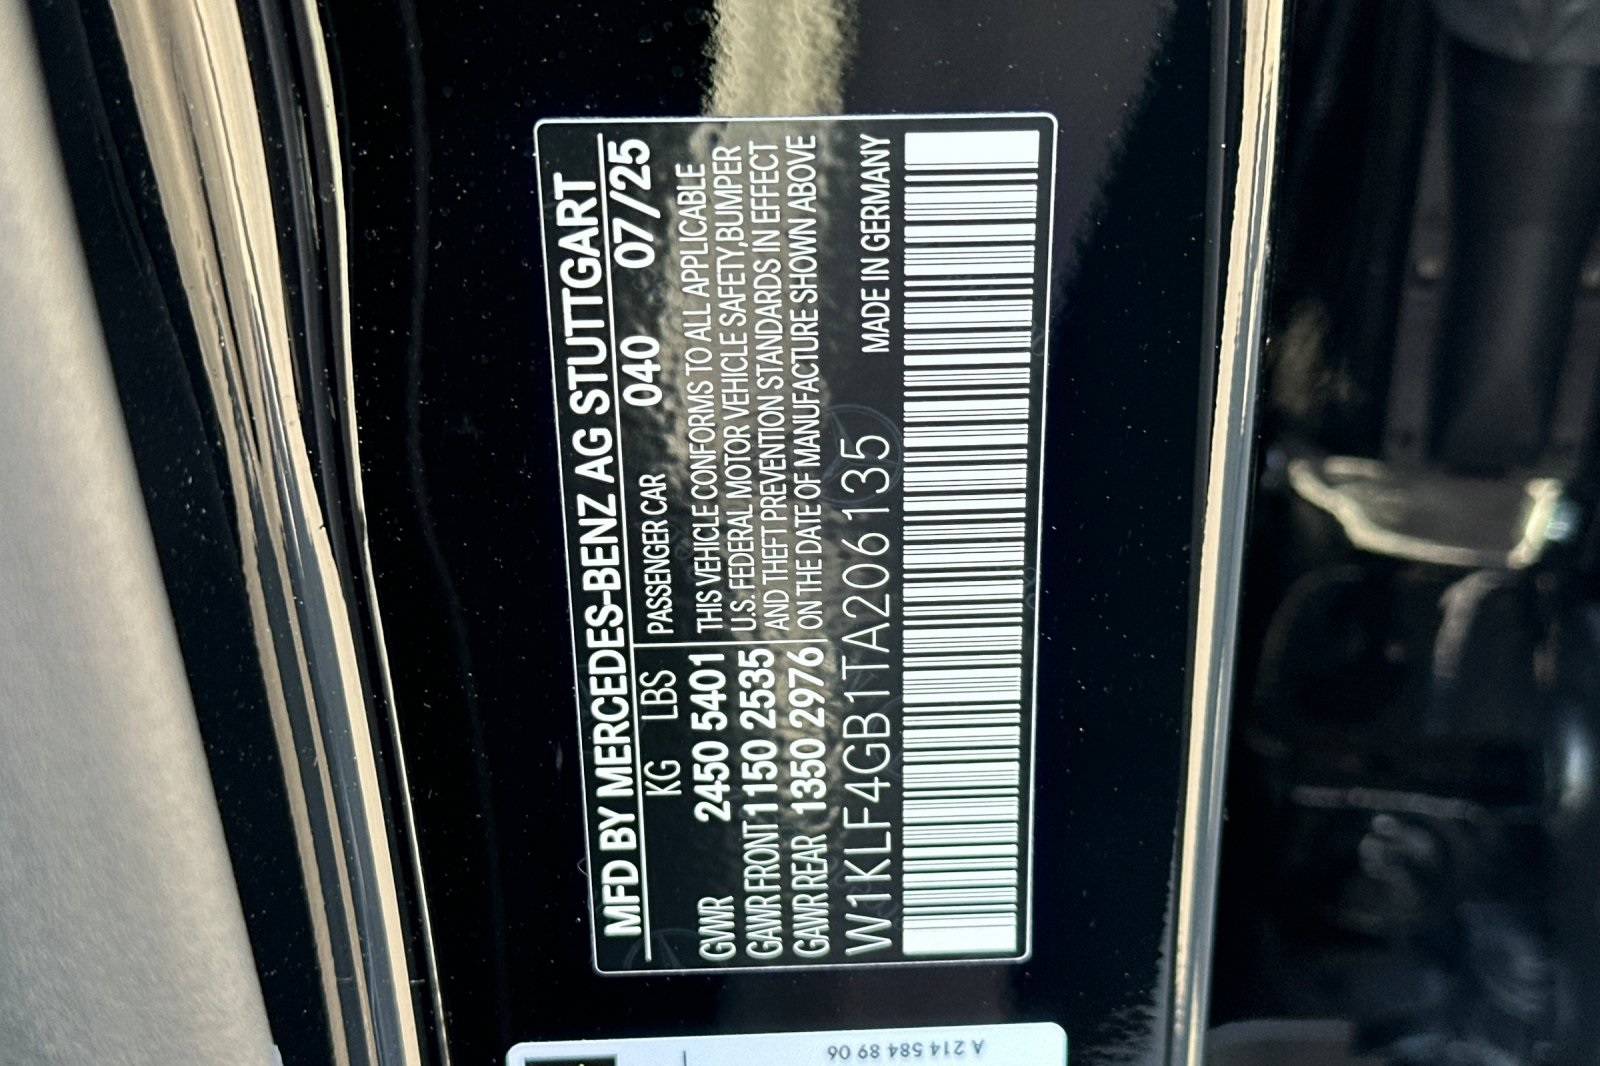 MFD BY MERCEDES-BENZ AG STUTTGART
KG LBS PASSENGER CAR 040 07/25
GVWR 2450 5401 THIS VEHICLE CONFORMS TO ALL APPLICABLE
GAWR FRONT 1150 2535 U.S. FEDERAL MOTOR VEHICLE SAFETY,BUMPER
GAWR REAR 1350 2976 AND THEFT PREVENTION STANDARDS IN EFFECT
ON THE DATE OF MANUFACTURE SHOWN ABOVE
MADE IN GERMANY
W1KLF4GB1TA206135
A 214 584 89 06